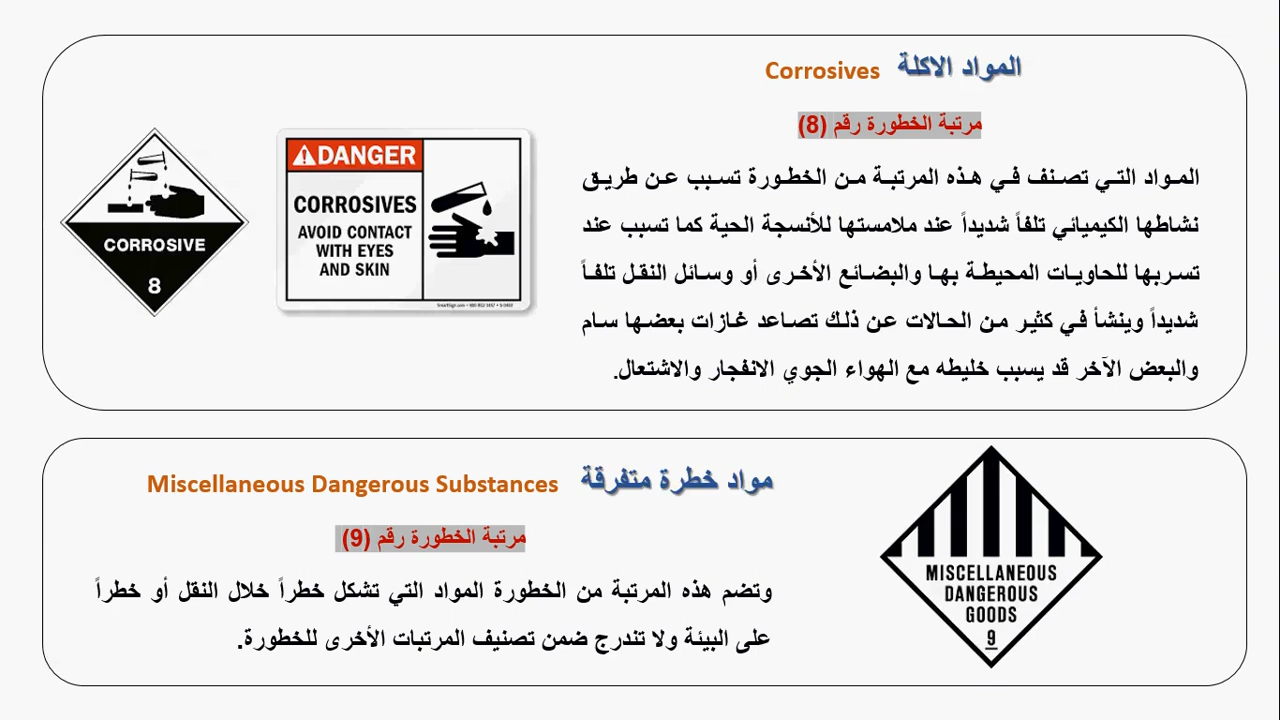 المواد الاكلة Corrosives
مرتبة الخطورة رقم (8)
المواد التي تصنف في هذه المرتبة من الخطورة تسبب عن طريق
نشاطها الكيميائي تلفاً شديداً عند ملامستها للأنسجة الحية كما تسبب عند
تسربها للحاويات المحيطة بها والبضائع الأخرى أو وسائل النقل تلفاً
شديداً وينشأ في كثير من الحالات عن ذلك تصاعد غازات بعضها سام
والبعض الآخر قد يسبب خليطه مع الهواء الجوي الانفجار والاشتعال.
DANGER
CORROSIVES
AVOID CONTACT
WITH EYES
AND SKIN
CORROSIVE
8
مواد خطرة متفرقة Miscellaneous Dangerous Substances
مرتبة الخطورة رقم (9)
وتضم هذه المرتبة من الخطورة المواد التي تشكل خطراً خلال النقل أو خطراً
على البيئة ولا تندرج ضمن تصنيف المرتبات الأخرى للخطورة.
MISCELLANEOUS
DANGEROUS
GOODS
9